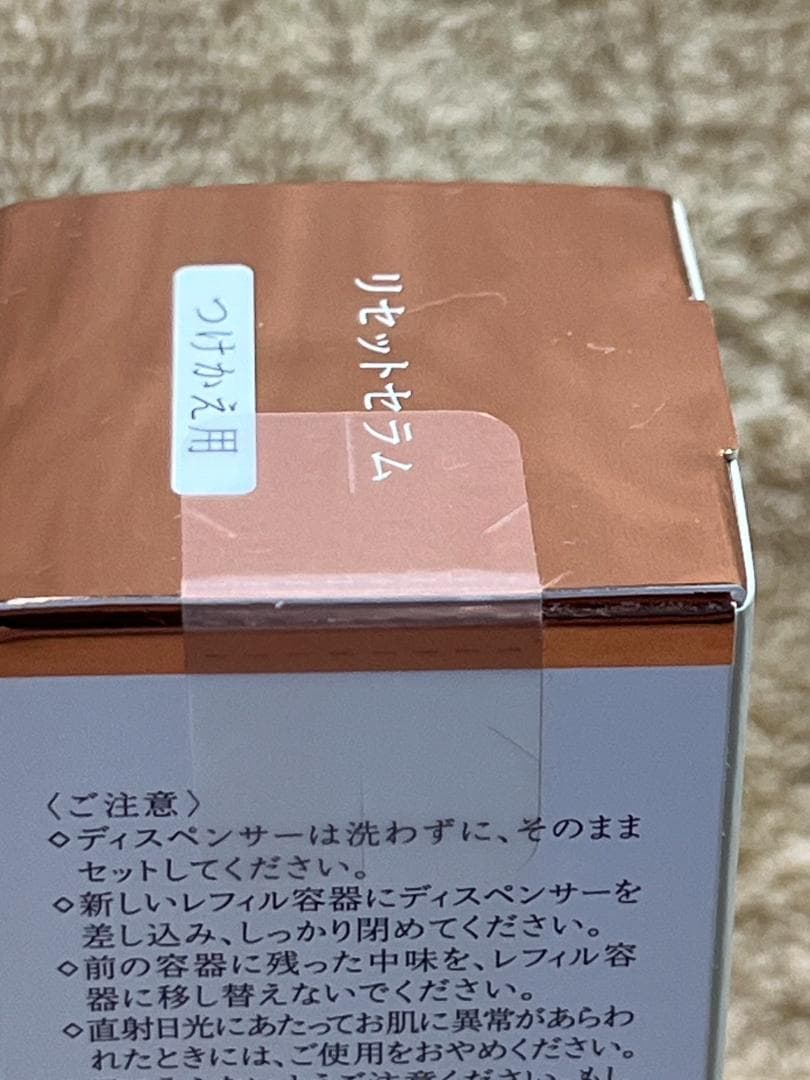 リセットセラム
つけかえ用
〈ご注意〉
◇ディスペンサーは洗わずに、そのまま
セットしてください。
◇新しいレフィル容器にディスペンサーを
差し込み、しっかり閉めてください。
◇前の容器に残った中味を、レフィル容
器に移し替えないでください。
◇直射日光にあたってお肌に異常があらわ
れたときには、ご使用をおやめください。